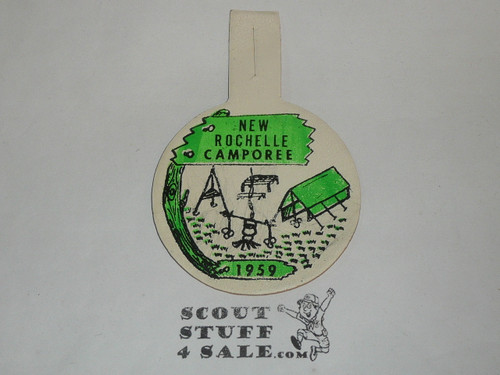 NEW
ROCHELLE
CAMPOREE
1959
SCOUT
STUFF
4 SALE.COM